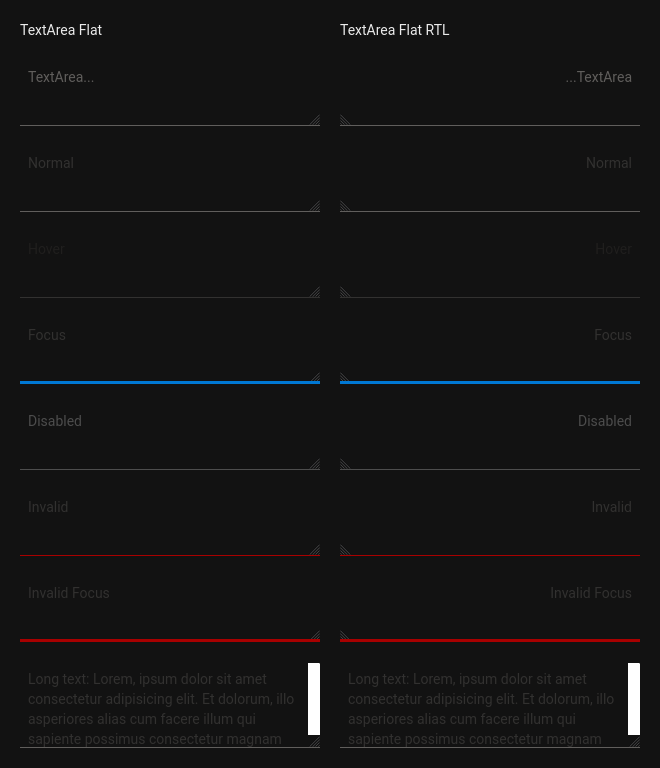 TextArea Flat
TextArea...
Normal
Hover
Focus
Disabled
Invalid
Invalid Focus
Long text: Lorem, ipsum dolor sit amet
consectetur adipisicing elit. Et dolorum, illo
asperiores alias cum facere illum qui
sapiente possimus consectetur magnam
TextArea Flat RTL
...TextArea
Normal
Hover
Focus
Disabled
Invalid
Invalid Focus
Long text: Lorem, ipsum dolor sit amet
consectetur adipisicing elit. Et dolorum, illo
asperiores alias cum facere illum qui
sapiente possimus consectetur magnam